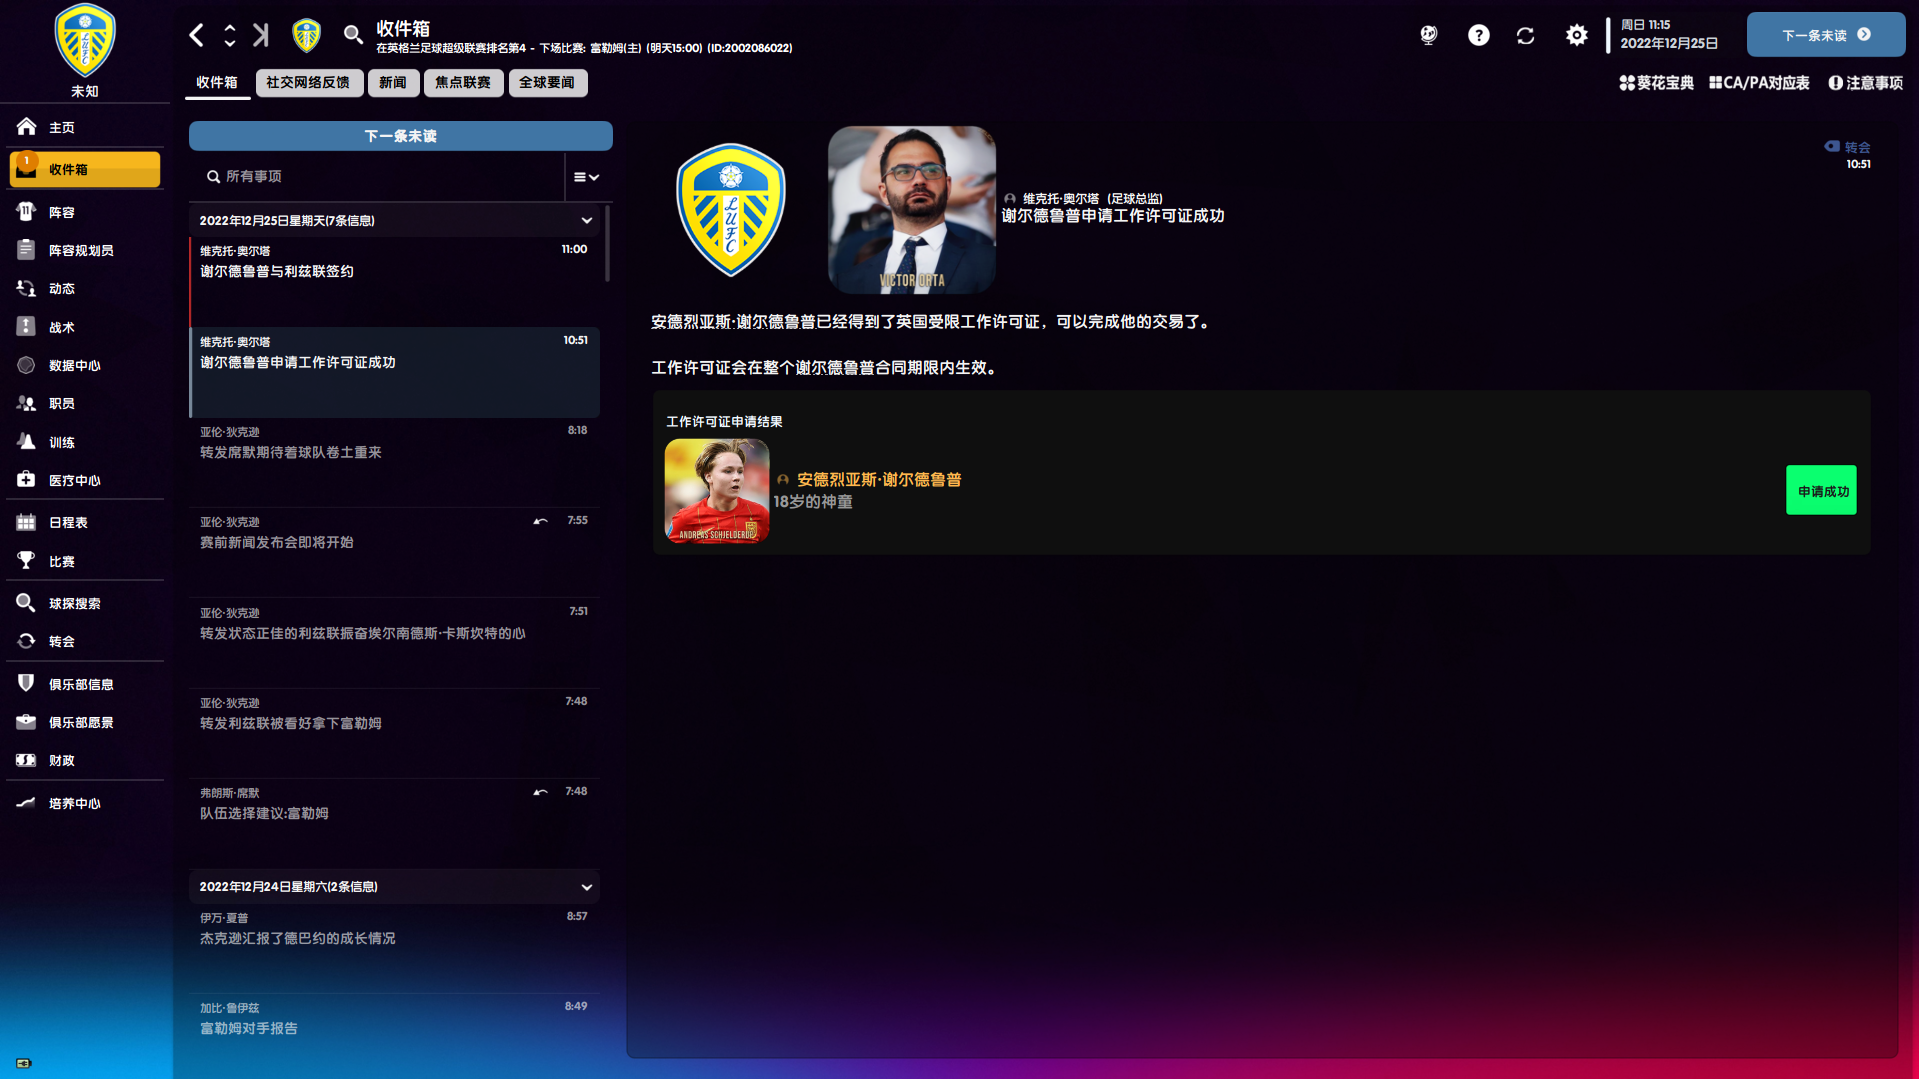 收件箱
在英格兰足球超级联赛排名第4 - 下场比赛: 富勒姆(主) (明天15:00) (ID:2002086022)
周日 11:15
2022年12月25日
下一条未读
未知
收件箱
社交网络反馈
新闻
焦点联赛
全球要闻
葵花宝典
CA/PA对应表
注意事项
主页
1
收件箱
阵容
阵容规划员
动态
战术
数据中心
职员
训练
医疗中心
日程表
比赛
球探搜索
转会
俱乐部信息
俱乐部愿景
财政
培养中心
下一条未读
所有事项
2022年12月25日星期天(7条信息)
维克托·奥尔塔 11:00
谢尔德鲁普与利兹联签约
维克托·奥尔塔 10:51
谢尔德鲁普申请工作许可证成功
亚伦·狄克逊 8:18
转发席默期待着球队卷土重来
亚伦·狄克逊 7:55
赛前新闻发布会即将开始
亚伦·狄克逊 7:51
转发状态正佳的利兹联振奋埃尔南德斯·卡斯坎特的心
亚伦·狄克逊 7:48
转发利兹联被看好拿下富勒姆
弗朗斯·席默 7:48
队伍选择建议:富勒姆
2022年12月24日星期六(2条信息)
伊万·夏普 8:57
杰克逊汇报了德巴约的成长情况
加比·鲁伊兹 8:49
富勒姆对手报告
LUFC
VICTOR ORTA
维克托·奥尔塔 (足球总监)
谢尔德鲁普申请工作许可证成功
转会
10:51
安德烈亚斯·谢尔德鲁普已经得到了英国受限工作许可证，可以完成他的交易了。
工作许可证会在整个谢尔德鲁普合同期限内生效。
工作许可证申请结果
ANDREAS SCHJELDERUP
安德烈亚斯·谢尔德鲁普
18岁的神童
申请成功